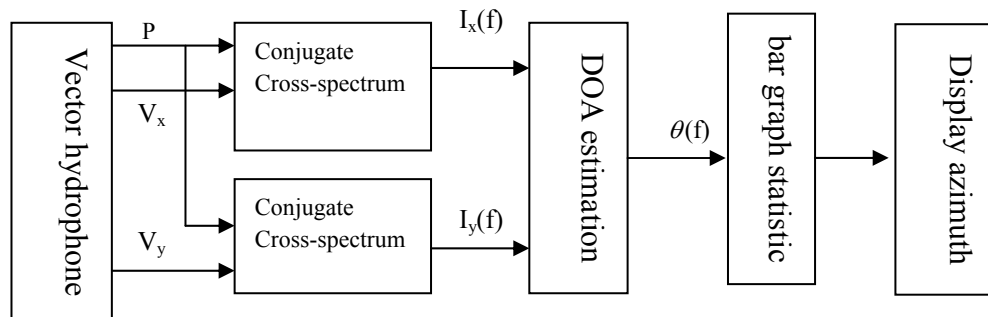 Vector hydrophone
P
V_x
V_y
Conjugate
Cross-spectrum
Conjugate
Cross-spectrum
I_x(f)
I_y(f)
DOA estimation
θ(f)
bar graph statistic
Display azimuth